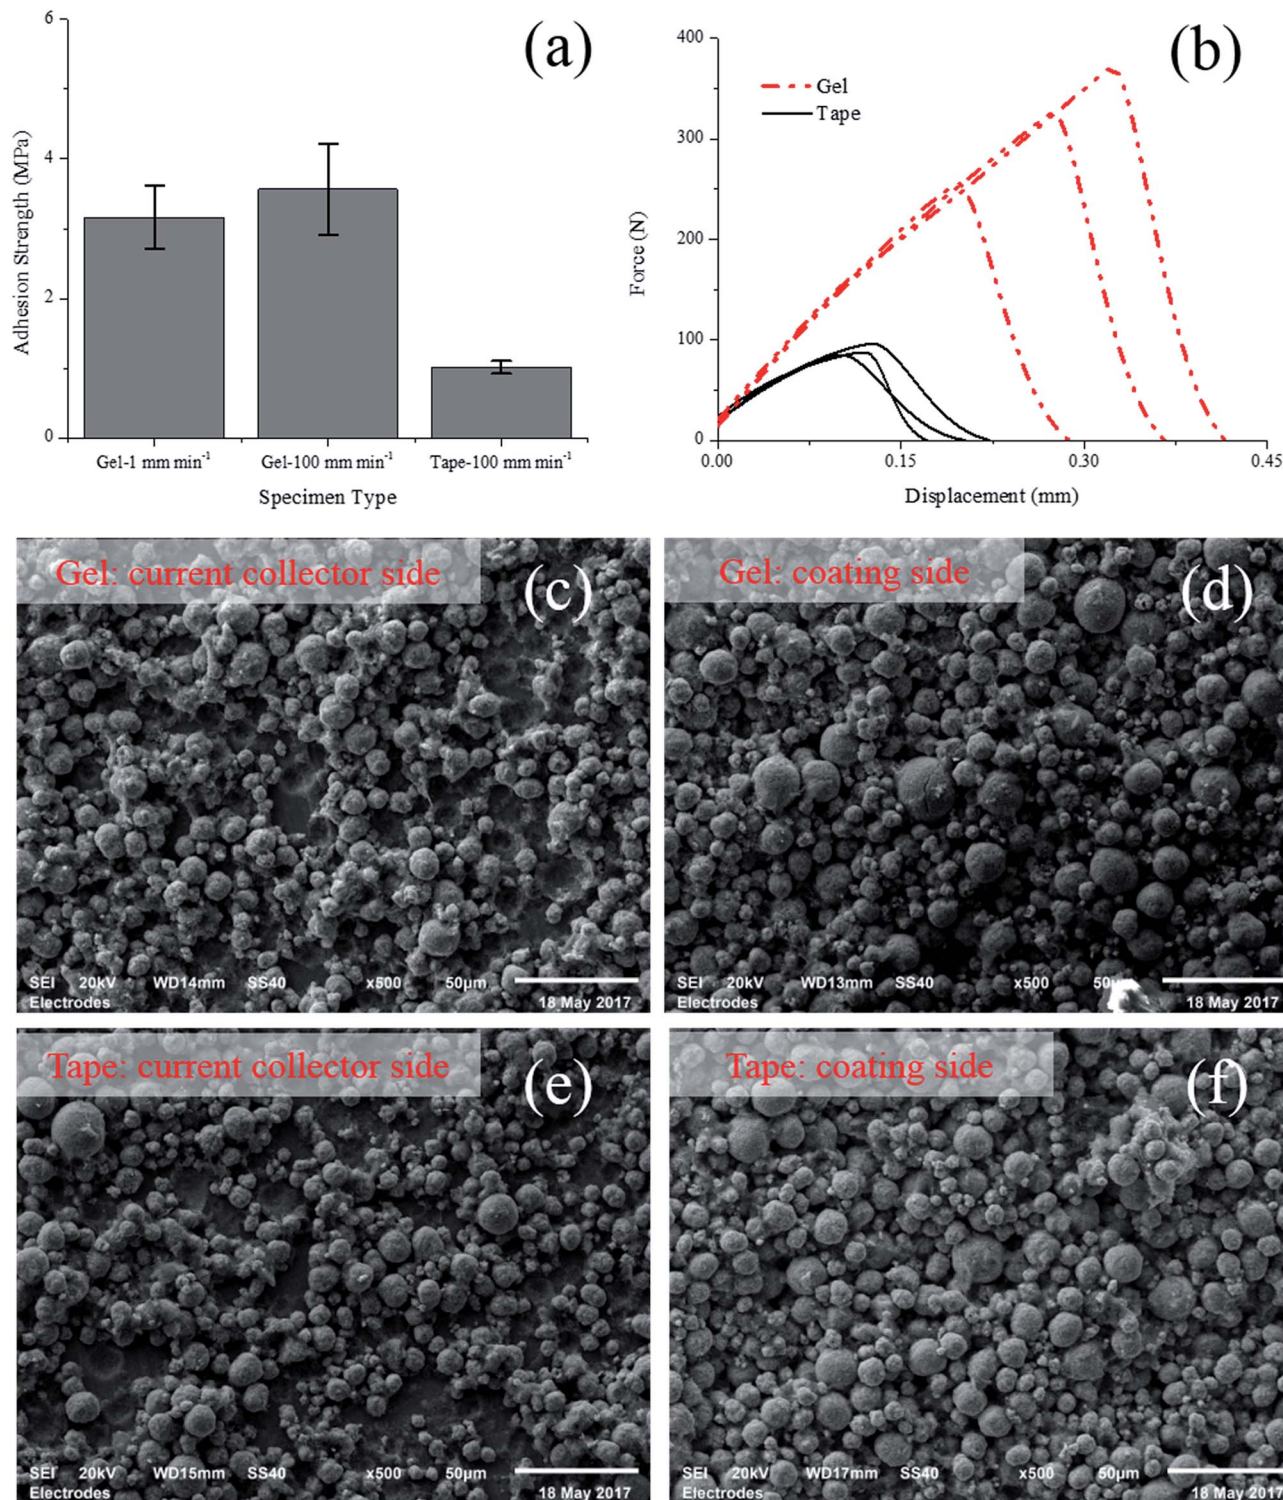 (a)
6
4
2
0
Adhesion Strength (MPa)
Gel-1 mm min⁻¹
Gel-100 mm min⁻¹
Tape-100 mm min⁻¹
Specimen Type
(b)
400
300
200
100
0
Force (N)
Gel
Tape
0.00
0.15
0.30
0.45
Displacement (mm)
Gel: current collector side
(c)
SEI 20kV WD14mm SS40 x500 50µm
Electrodes 18 May 2017
Gel: coating side
(d)
SEI 20kV WD13mm SS40 x500 50µm
Electrodes 18 May 2017
Tape: current collector side
(e)
SEI 20kV WD15mm SS40 x500 50µm
Electrodes 18 May 2017
Tape: coating side
(f)
SEI 20kV WD17mm SS40 x500 50µm
Electrodes 18 May 2017